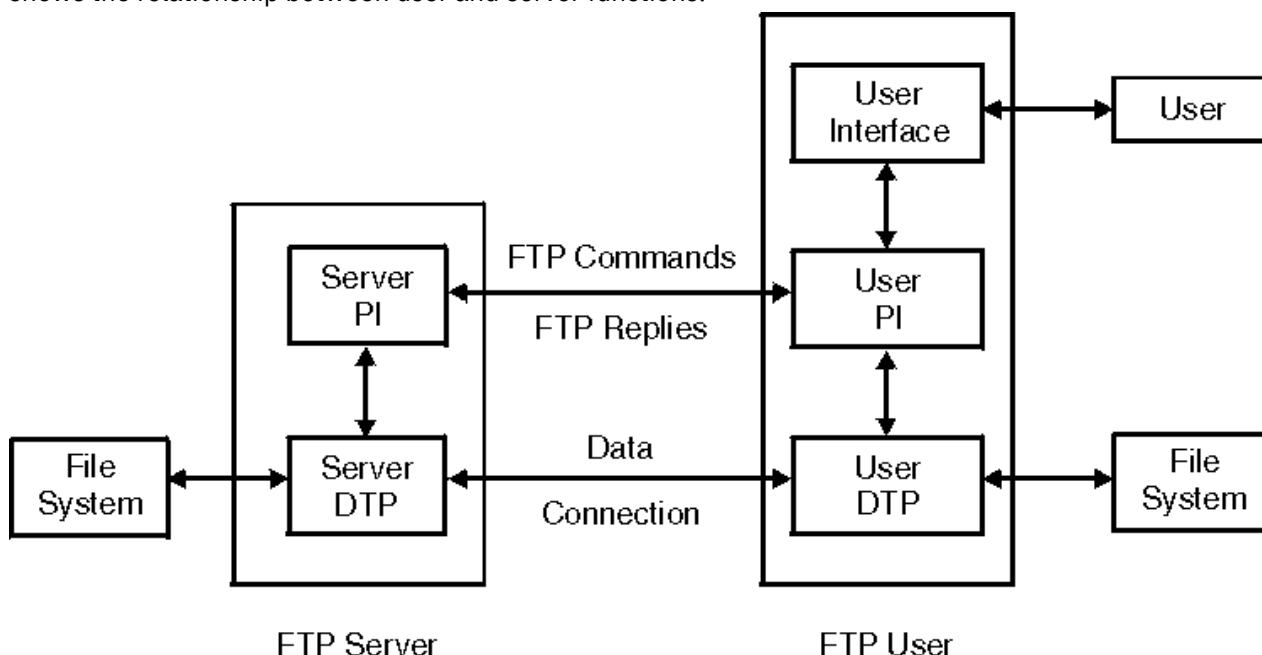 shows the relationship between user and server functions.
User
Interface
User
FTP Commands
Server
PI
User
PI
FTP Replies
File
System
Server
DTP
Data
Connection
User
DTP
File
System
FTP Server
FTP User